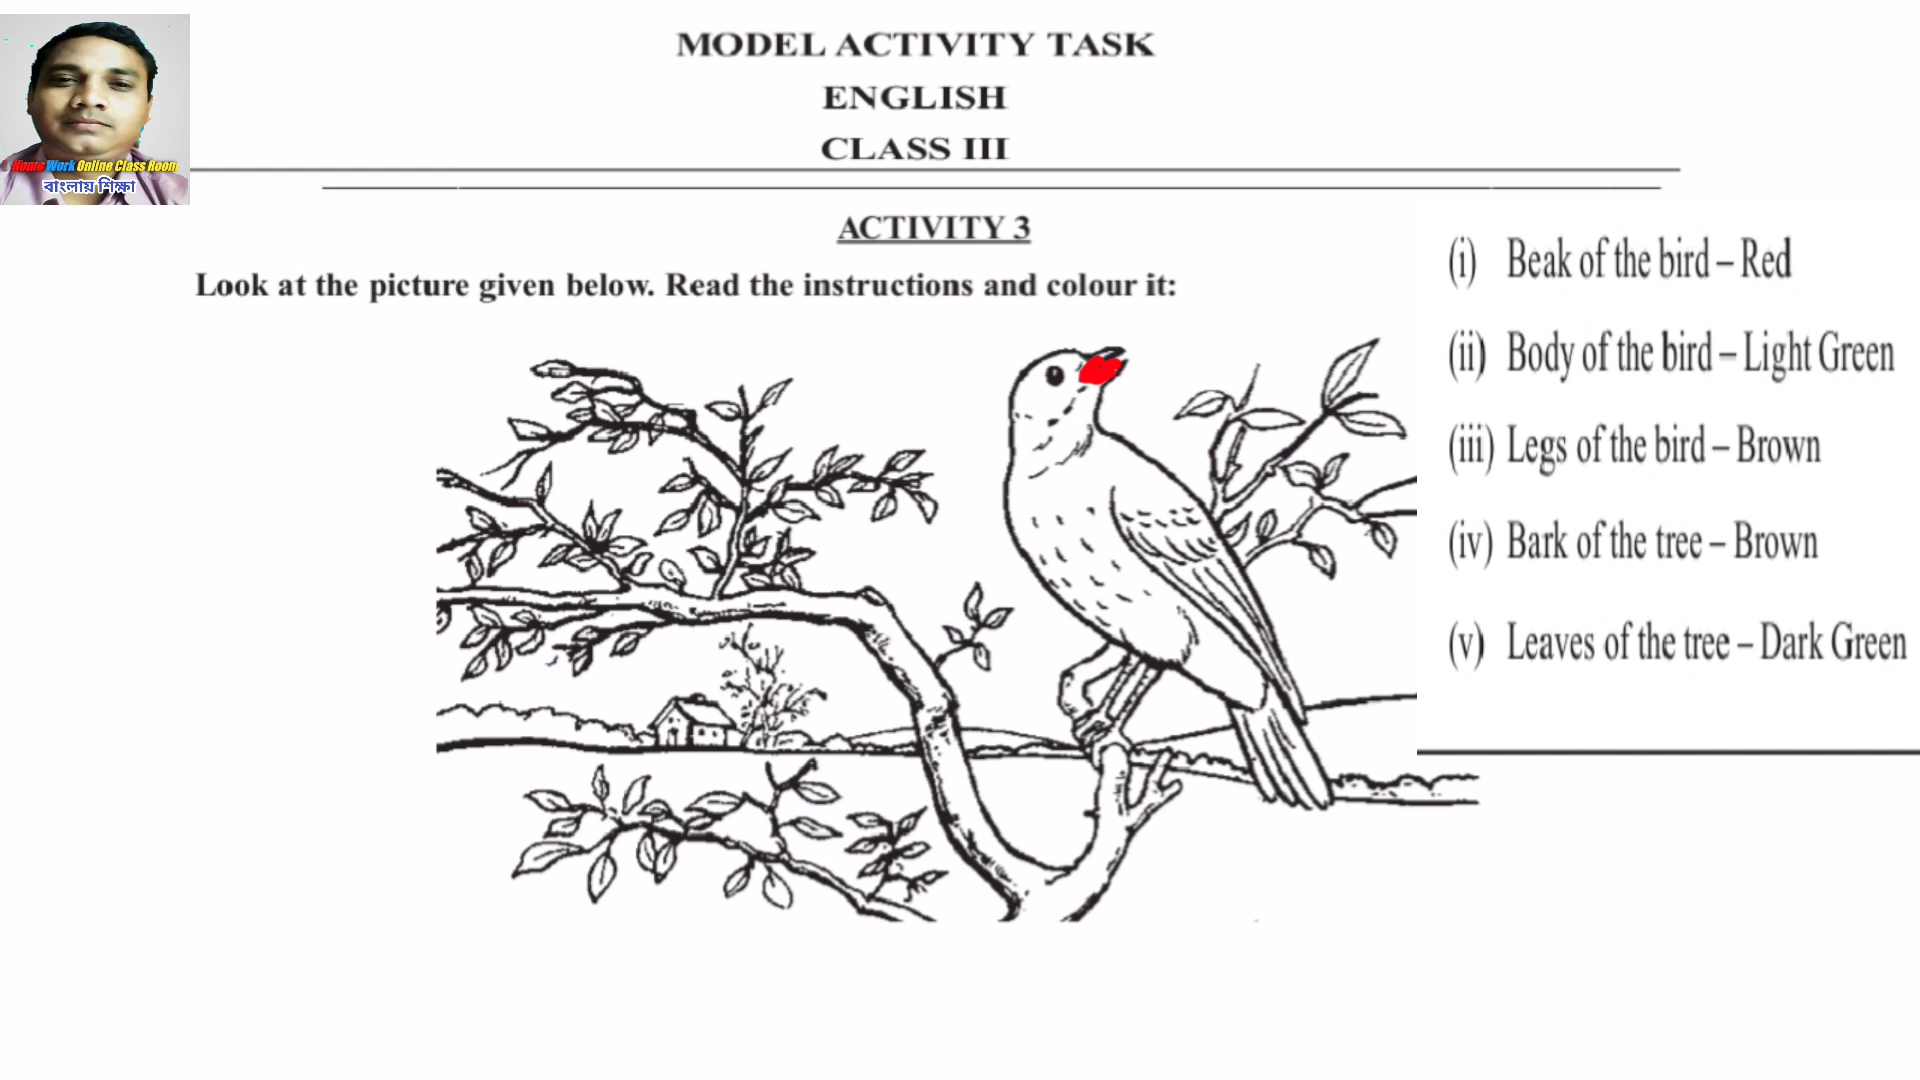 MODEL ACTIVITY TASK
ENGLISH
CLASS III
Home Work Online Class Room
বাংলায় শিক্ষা
ACTIVITY 3
Look at the picture given below. Read the instructions and colour it:
(i) Beak of the bird – Red
(ii) Body of the bird – Light Green
(iii) Legs of the bird – Brown
(iv) Bark of the tree – Brown
(v) Leaves of the tree – Dark Green